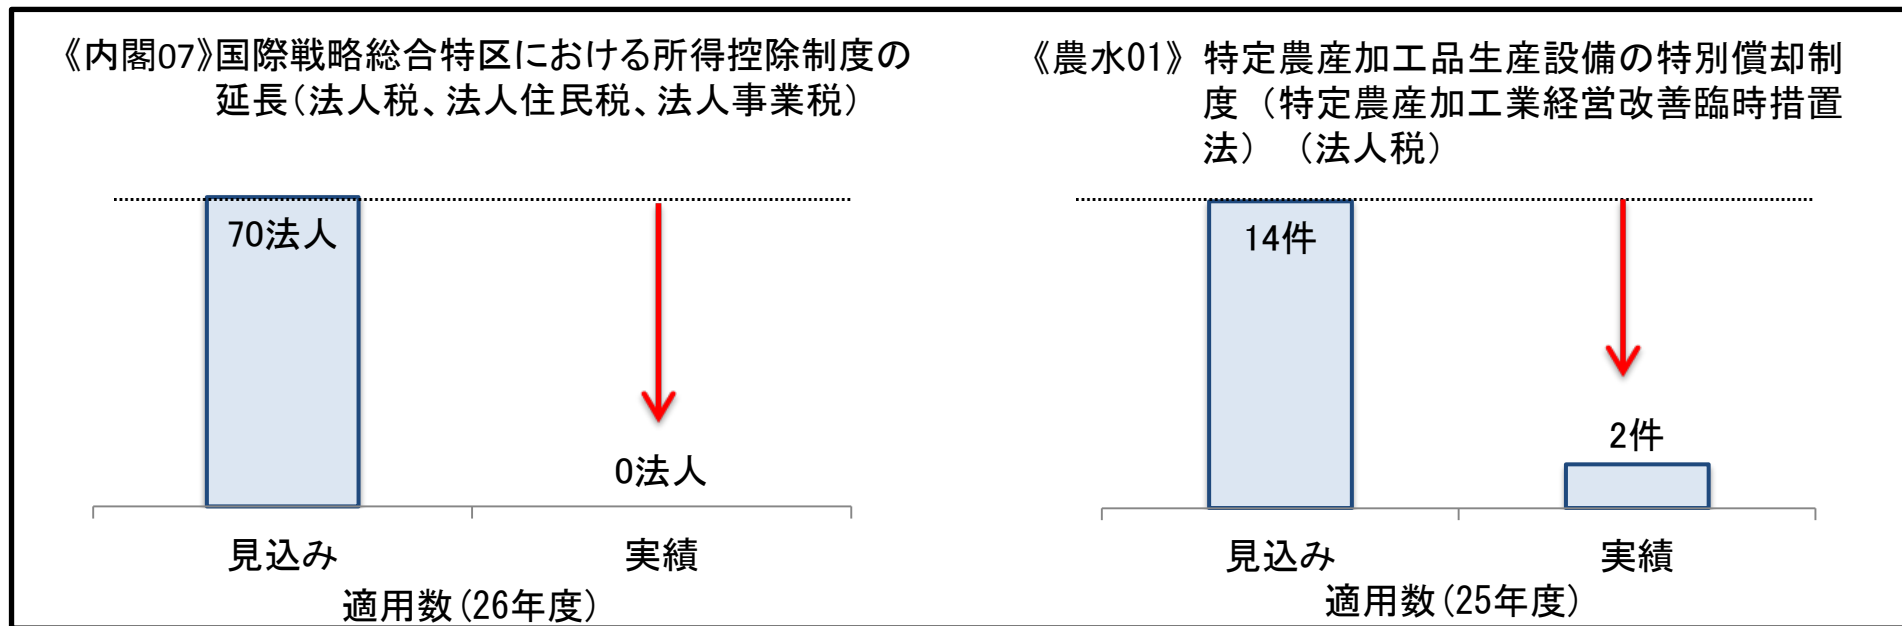 《内閣07》国際戦略総合特区における所得控除制度の
延長(法人税、法人住民税、法人事業税)
70法人
0法人
見込み
実績
適用数(26年度)
《農水01》 特定農産加工品生産設備の特別償却制
度（特定農産加工業経営改善臨時措置
法）（法人税）
14件
2件
見込み
実績
適用数(25年度)